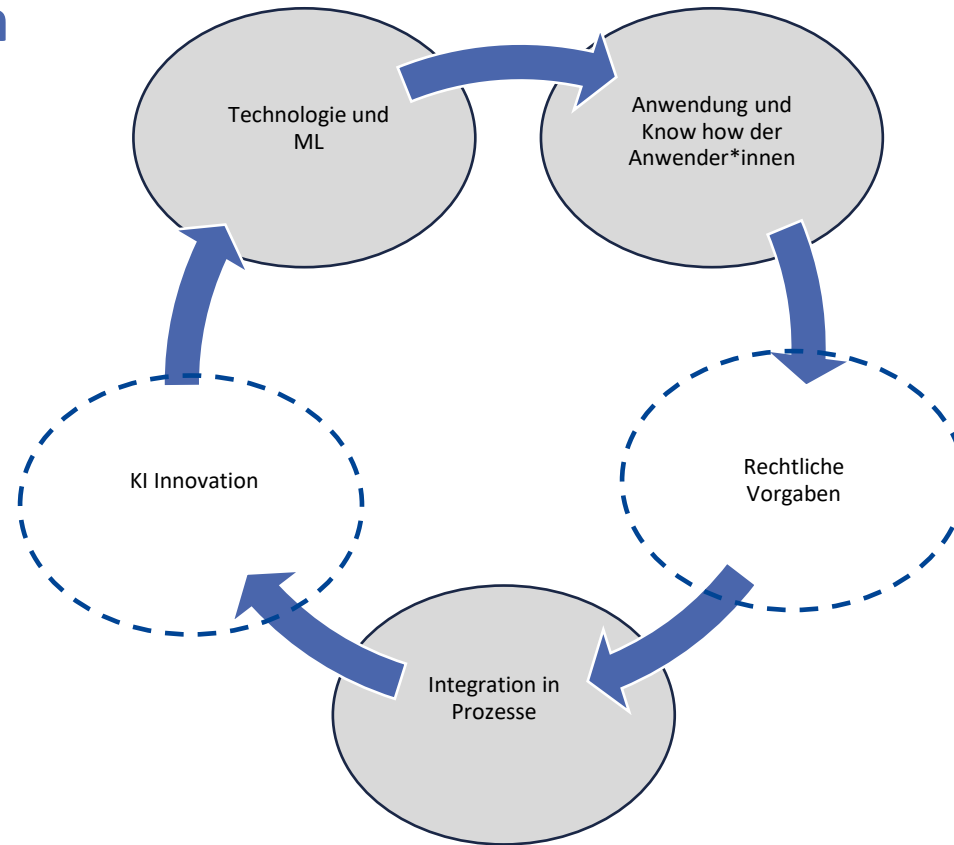 n
Technologie und
ML
Anwendung und
Know how der
Anwender*innen
KI Innovation
Rechtliche
Vorgaben
Integration in
Prozesse